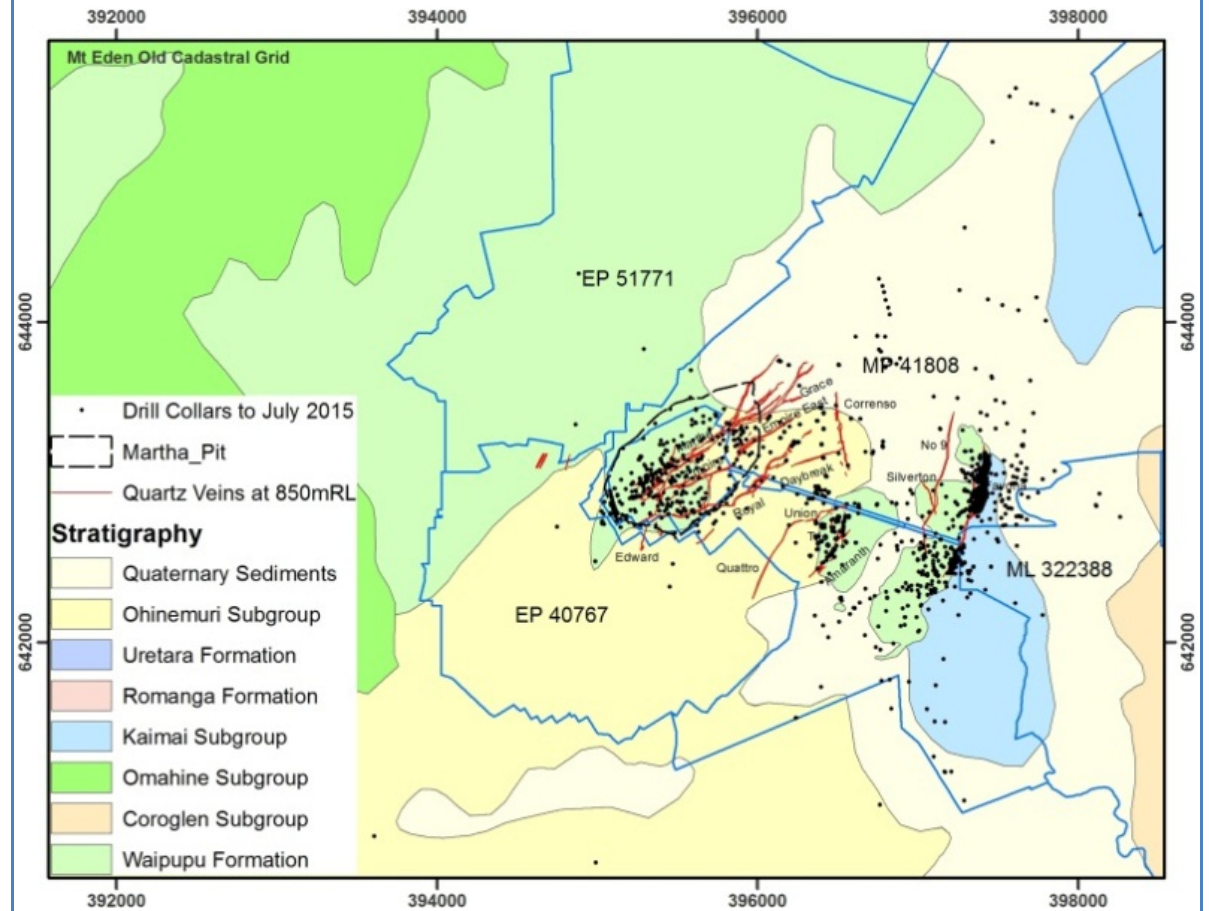 392000 394000 396000 398000
Mt Eden Old Cadastral Grid
EP 51771
644000 644000
MP 41808
Drill Collars to July 2015
Martha_Pit
Quartz Veins at 850mRL
Grace
Empire East
Correnso
No 9
Silverton
Daybreak
Royal
Union
Edward
Quattro
Amaranth
ML 322388
EP 40767
642000 642000
Stratigraphy
Quaternary Sediments
Ohinemuri Subgroup
Uretara Formation
Romanga Formation
Kaimai Subgroup
Omahine Subgroup
Coroglen Subgroup
Waipupu Formation
392000 394000 396000 398000